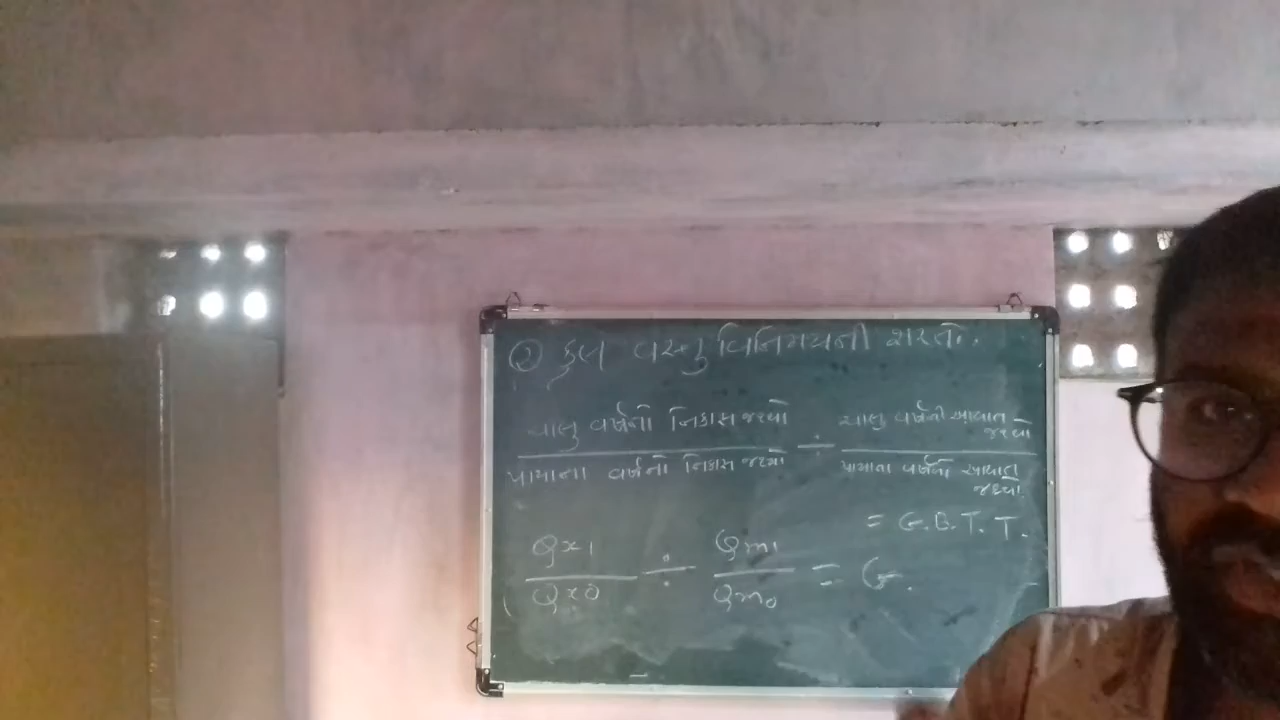 ② કુલ વસ્તુ વિનિમયની શરતો.
ચાલુ વર્ષનો નિકાસ જથ્થો ÷ ચાલુ વર્ષની આયાત જથ્થો
પાયાના વર્ષનો નિકાસ જથ્થો પાયાના વર્ષની આયાત જથ્થો
= G.B.T.T.
Qx1 ÷ Qm1 = G.
Qx0 Qm0